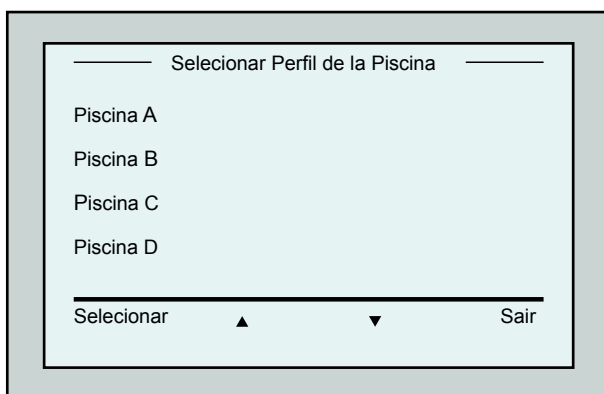 Selecionar Perfil de la Piscina
Piscina A
Piscina B
Piscina C
Piscina D
Selecionar ▲ ▼ Sair